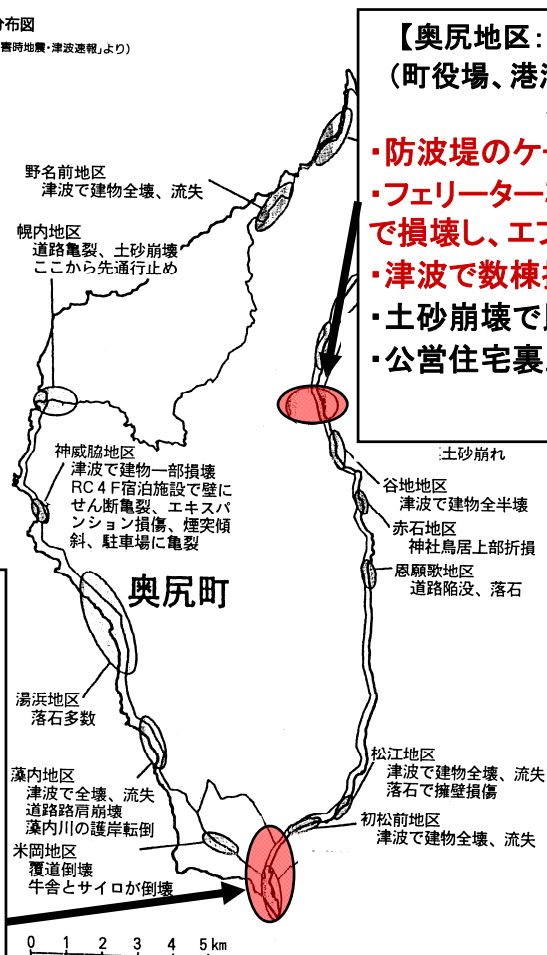 分布図
害時地震・津波速報」より）
【奥尻地区：
（町役場、港
・防波堤のケー
・フェリーター
で損壊し、エプ
・津波で数棟
・土砂崩壊で
・公営住宅裏
野名前地区
津波で建物全壊、流失
幌内地区
道路亀裂、土砂崩壊
ここから先通行止め
土砂崩れ
神威脇地区
津波で建物一部損壊
RC4F宿泊施設で壁に
せん断亀裂、エキスパ
ンション損傷、煙突傾
斜、駐車場に亀裂
谷地地区
津波で建物全半壊
赤石地区
神社鳥居上部折損
恩願歌地区
道路陥没、落石
奥尻町
湯浜地区
落石多数
藻内地区
津波で全壊、流失
道路路肩崩壊
藻内川の護岸転倒
松江地区
津波で建物全壊、流失
落石で擁壁損傷
初松前地区
津波で建物全壊、流失
米岡地区
覆道倒壊
牛舎とサイロが倒壊
0 1 2 3 4 5km